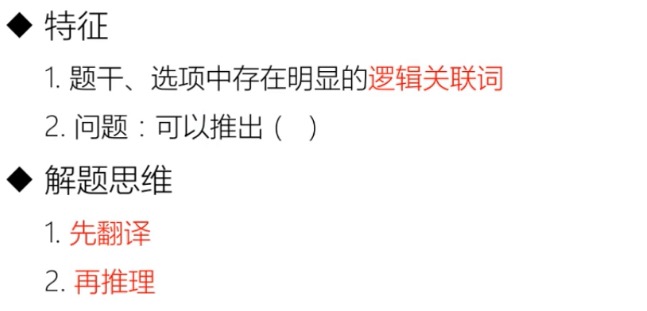 ◆ 特征
1. 题干、选项中存在明显的逻辑关联词
2. 问题：可以推出（ ）
◆ 解题思维
1. 先翻译
2. 再推理